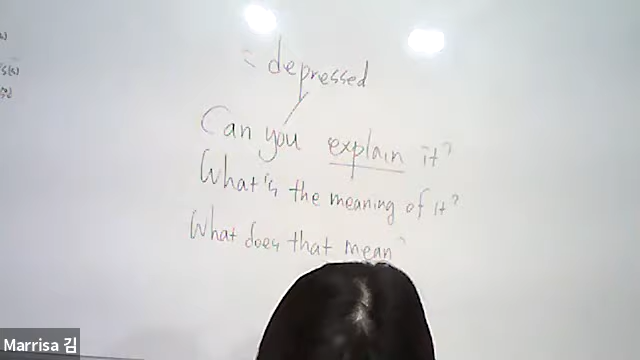 = depressed
Can you explain it?
What's the meaning of it?
What does that mean?
Marrisa 김